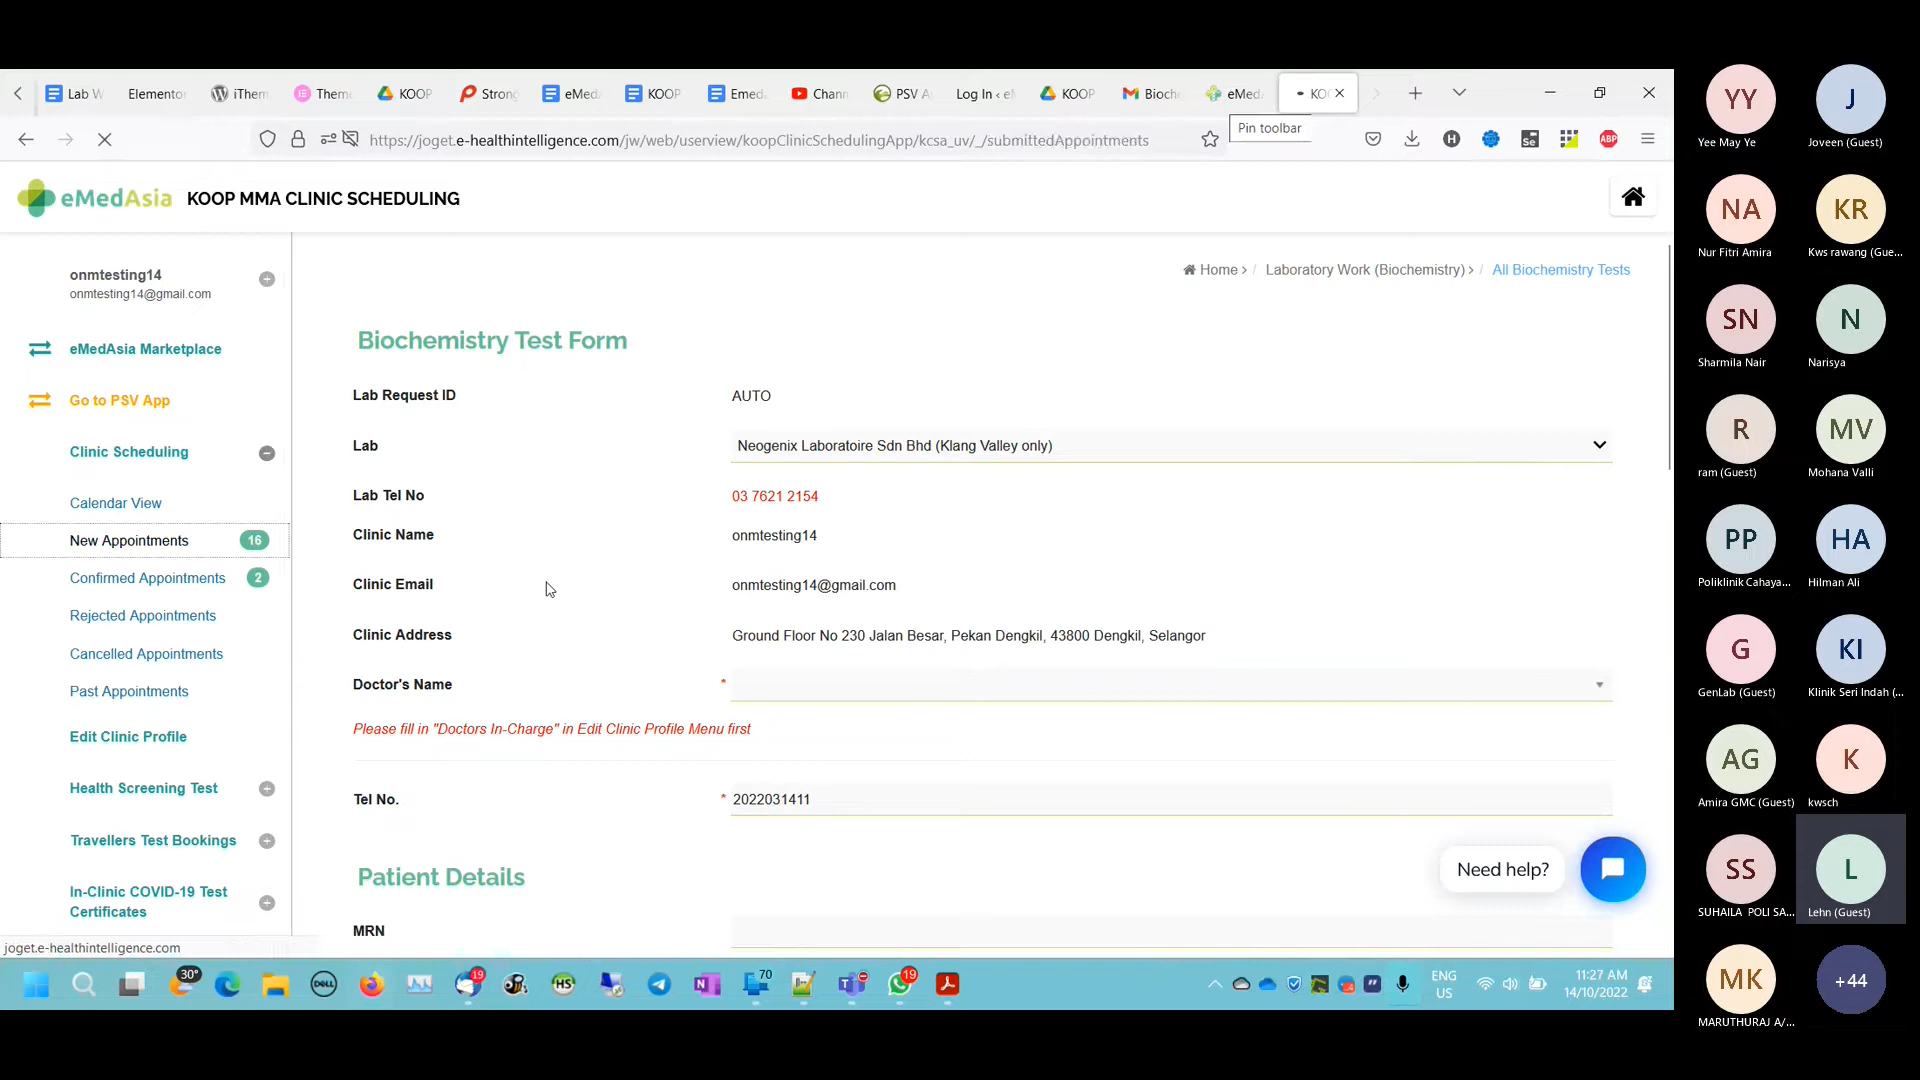 Lab W
Elementor
iThem
Theme
KOOP
Strong
eMedA
KOOP
Emed
Chann
PSV A
Log In ‹ eM
KOOP
Bioche
eMed
KO
https://joget.e-healthintelligence.com/jw/web/userview/koopClinicSchedulingApp/kcsa_uv/_/submittedAppointments
Pin toolbar
H
Se
ABP
eMedAsia
KOOP MMA CLINIC SCHEDULING
onmtesting14
onmtesting14@gmail.com
eMedAsia Marketplace
Go to PSV App
Clinic Scheduling
Calendar View
New Appointments 16
Confirmed Appointments 2
Rejected Appointments
Cancelled Appointments
Past Appointments
Edit Clinic Profile
Health Screening Test
Travellers Test Bookings
In-Clinic COVID-19 Test
Certificates
joget.e-healthintelligence.com
Home > / Laboratory Work (Biochemistry) > / All Biochemistry Tests
Biochemistry Test Form
Lab Request ID AUTO
Lab Neogenix Laboratoire Sdn Bhd (Klang Valley only)
Lab Tel No 03 7621 2154
Clinic Name onmtesting14
Clinic Email onmtesting14@gmail.com
Clinic Address Ground Floor No 230 Jalan Besar, Pekan Dengkil, 43800 Dengkil, Selangor
Doctor's Name *
Please fill in "Doctors In-Charge" in Edit Clinic Profile Menu first
Tel No. * 2022031411
Patient Details
MRN
Need help?
30°
DELL
19
HS
N
70
19
ENG
US
11:27 AM
14/10/2022
YY
Yee May Ye
J
Joveen (Guest)
NA
Nur Fitri Amira
KR
Kws rawang (Gue...
SN
Sharmila Nair
N
Narisya
R
ram (Guest)
MV
Mohana Valli
PP
Poliklinik Cahaya...
HA
Hilman Ali
G
GenLab (Guest)
KI
Klinik Seri Indah (...
AG
Amira GMC (Guest)
K
kwsch
SS
SUHAILA POLI SA...
L
Lehn (Guest)
MK
MARUTHURAJ A/...
+44